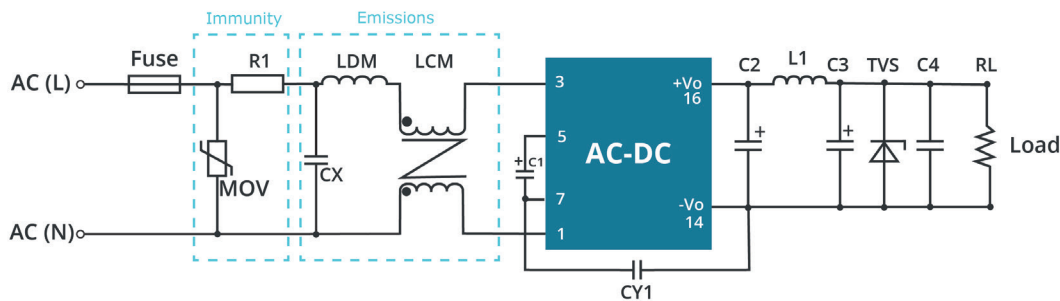 Immunity
Emissions
Fuse
R1
LDM
LCM
C2
L1
C3
TVS
C4
RL
AC (L)
3
+Vo
16
5
AC-DC
+
C1
+
+
Load
MOV
CX
7
-Vo
14
AC (N)
1
CY1